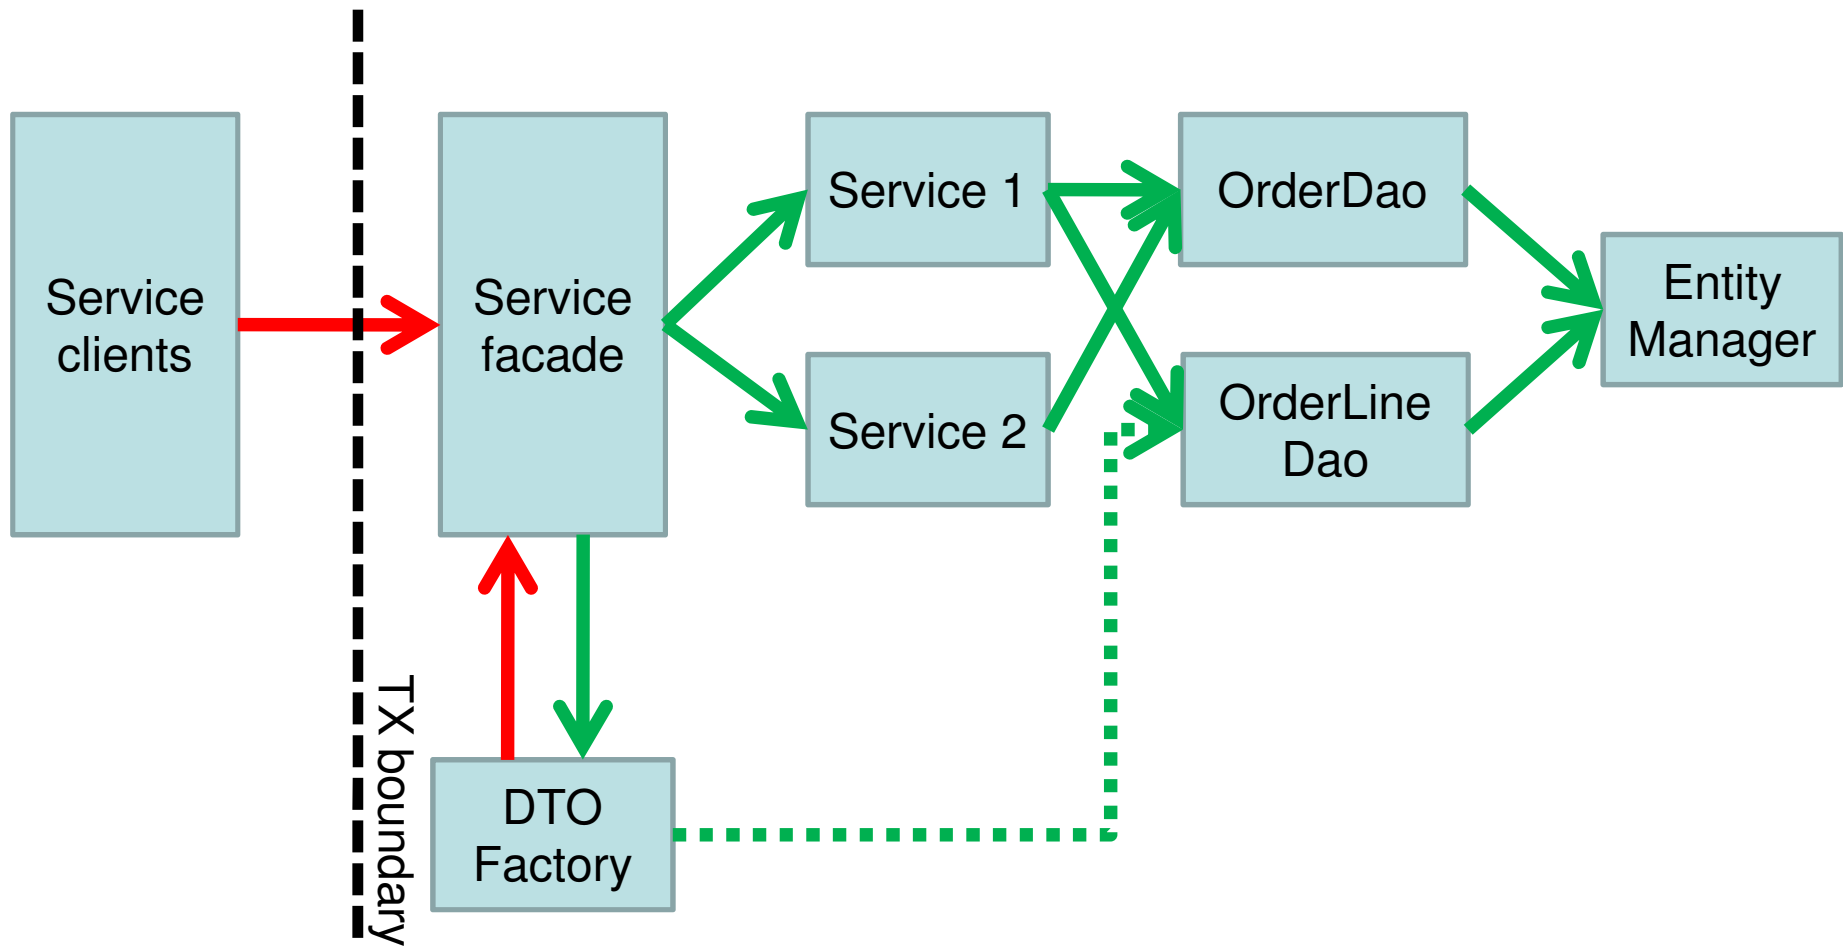 Service
clients
Service
facade
Service 1
Service 2
OrderDao
OrderLine
Dao
Entity
Manager
DTO
Factory
TX boundary